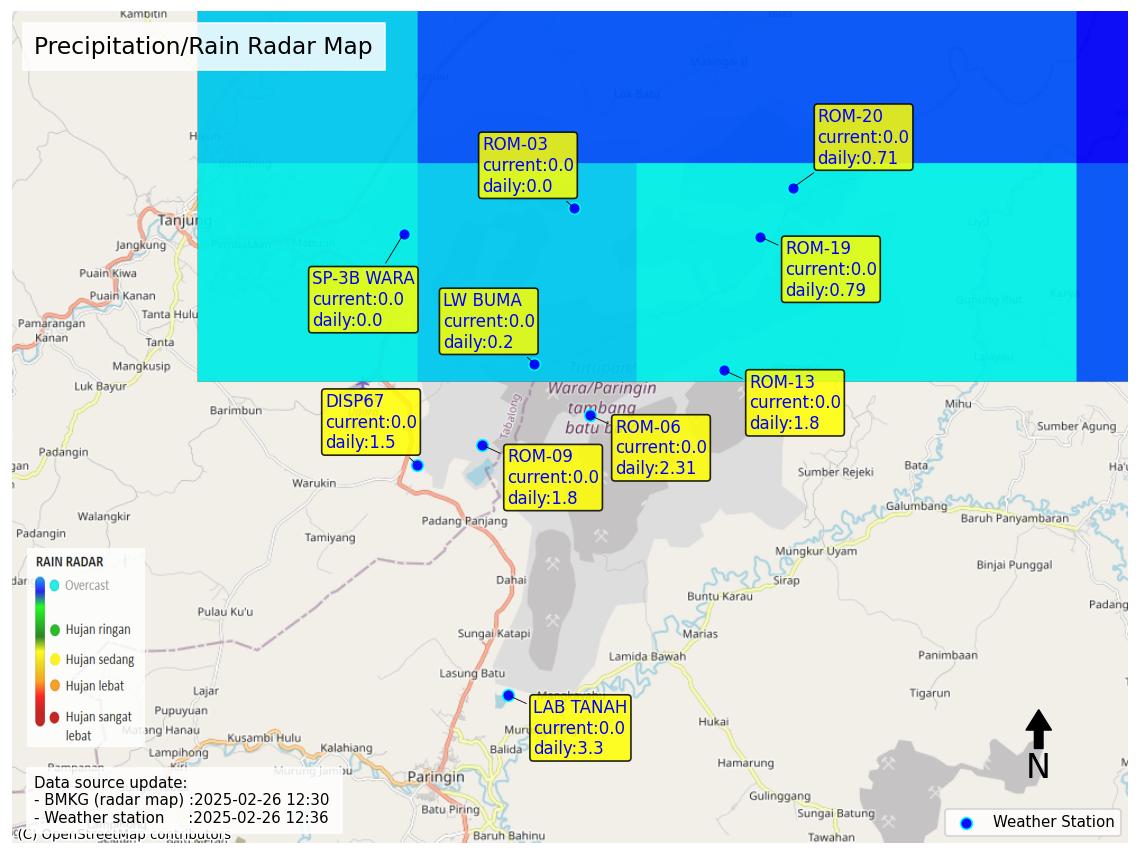 Kambitin
Precipitation/Rain Radar Map
Maningkal
Luk Batu
ROM-20
current:0.0
daily:0.71
ROM-03
current:0.0
daily:0.0
Tanjung
Jangkung
ROM-19
current:0.0
daily:0.79
SP-3B WARA
current:0.0
daily:0.0
LW BUMA
current:0.0
daily:0.2
Puain Kiwa
Puain Kanan
Tanta Hulu
Pamarangan
Kanan
Tanta
Mangkusip
Luk Bayur
Tutupan
Wara/Paringin
tambang
ROM-13
current:0.0
daily:1.8
DISP67
current:0.0
daily:1.5
Tabalong
ROM-06
current:0.0
daily:2.31
ROM-09
current:0.0
daily:1.8
Barimbun
Mihu
Sumber Agung
Sumber Rejeki
Bata
Warukin
Galumbang
Baruh Panyambaran
Walangkir
Padangin
Padang Panjang
Tamiyang
Mungkur Uyam
Binjai Punggal
Sirap
Dahai
Buntu Karau
Padang
Pulau Ku'u
Sungai Katapi
Marias
Lamida Bawah
Panimbaan
Lasung Batu
Tigarun
RAIN RADAR
Overcast
Hujan ringan
Hujan sedang
Hujan lebat
Hujan sangat
lebat
Lajar
Pupuyuan
Matang Hanau
Lampihong
Kusambi Hulu
Kalahiang
Murung Jambu
LAB TANAH
current:0.0
daily:3.3
Balida
Hukai
Hamarung
Paringin
Batu Piring
Baruh Bahinu
Gulinggang
Sungai Batung
Tawahan
N
Data source update:
- BMKG (radar map) :2025-02-26 12:30
- Weather station :2025-02-26 12:36
(C) OpenStreetMap contributors
Weather Station